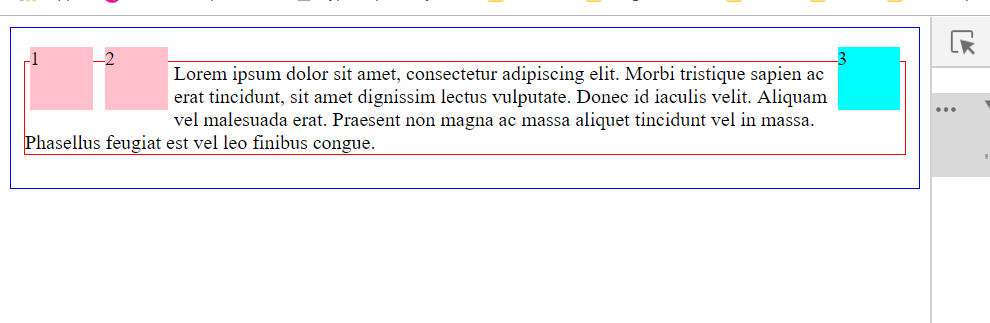 1 2 3
Lorem ipsum dolor sit amet, consectetur adipiscing elit. Morbi tristique sapien ac
erat tincidunt, sit amet dignissim lectus vulputate. Donec id iaculis velit. Aliquam
vel malesuada erat. Praesent non magna ac massa aliquet tincidunt vel in massa.
Phasellus feugiat est vel leo finibus congue.